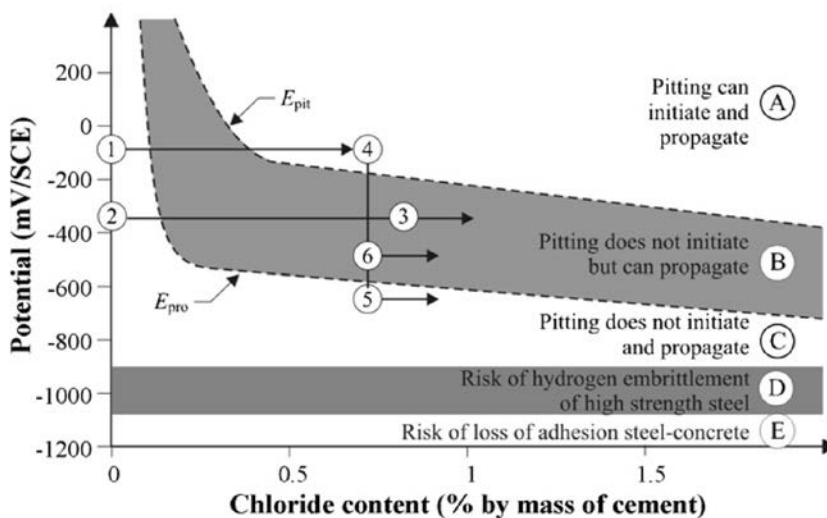 200
0
-200
-400
-600
-800
-1000
-1200
Potential (mV/SCE)
0
0.5
1
1.5
Chloride content (% by mass of cement)
E_pit
E_pro
1
4
2
3
6
5
Pitting can
initiate and
propagate
A
Pitting does not initiate
but can propagate
B
Pitting does not initiate
and propagate
C
Risk of hydrogen embrittlement
of high strength steel
D
Risk of loss of adhesion steel-concrete
E